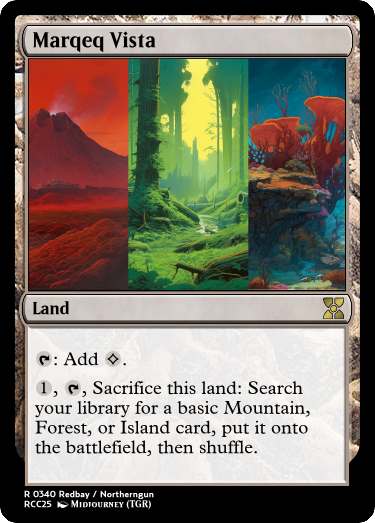 Marqeq Vista
Land
: Add .
1, , Sacrifice this land: Search
your library for a basic Mountain,
Forest, or Island card, put it onto
the battlefield, then shuffle.
R 0340 Redbay / Northerngun
RCC25 Midjourney (TGR)